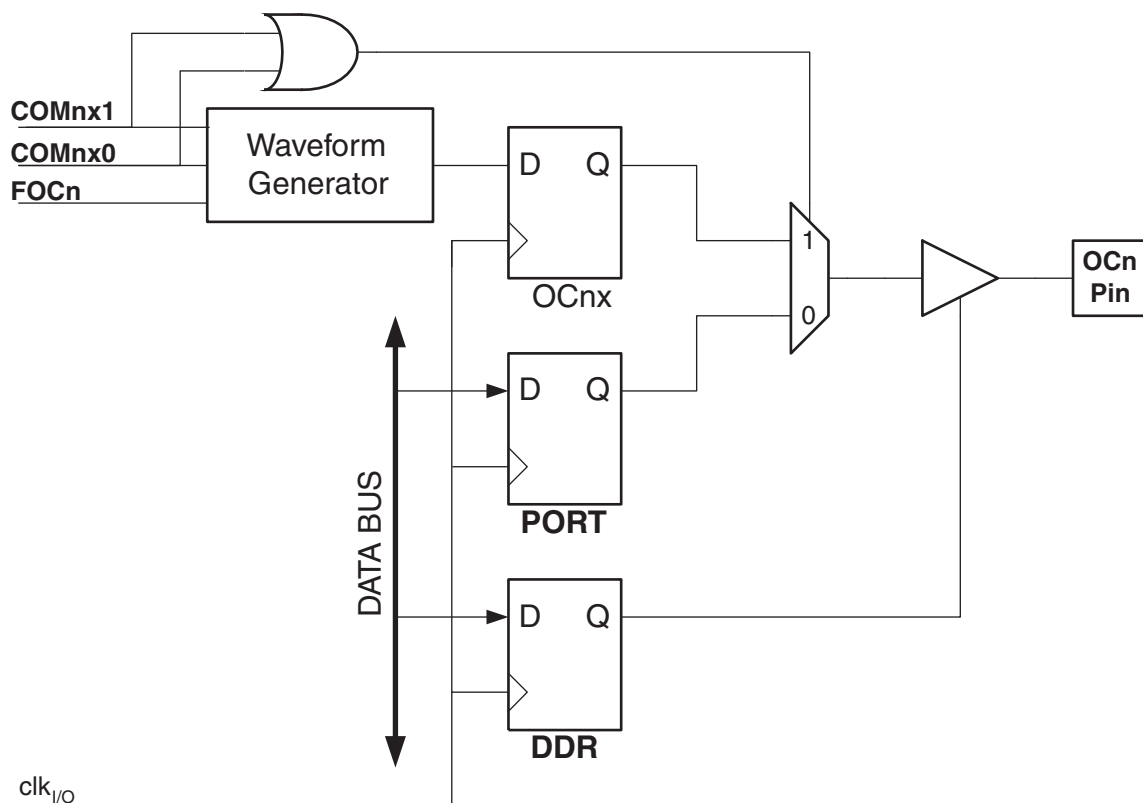 COMnx1
COMnx0
FOCn
Waveform
Generator
D Q
OCnx
1
0
OCn
Pin
D Q
PORT
DATA BUS
D Q
DDR
clkI/O